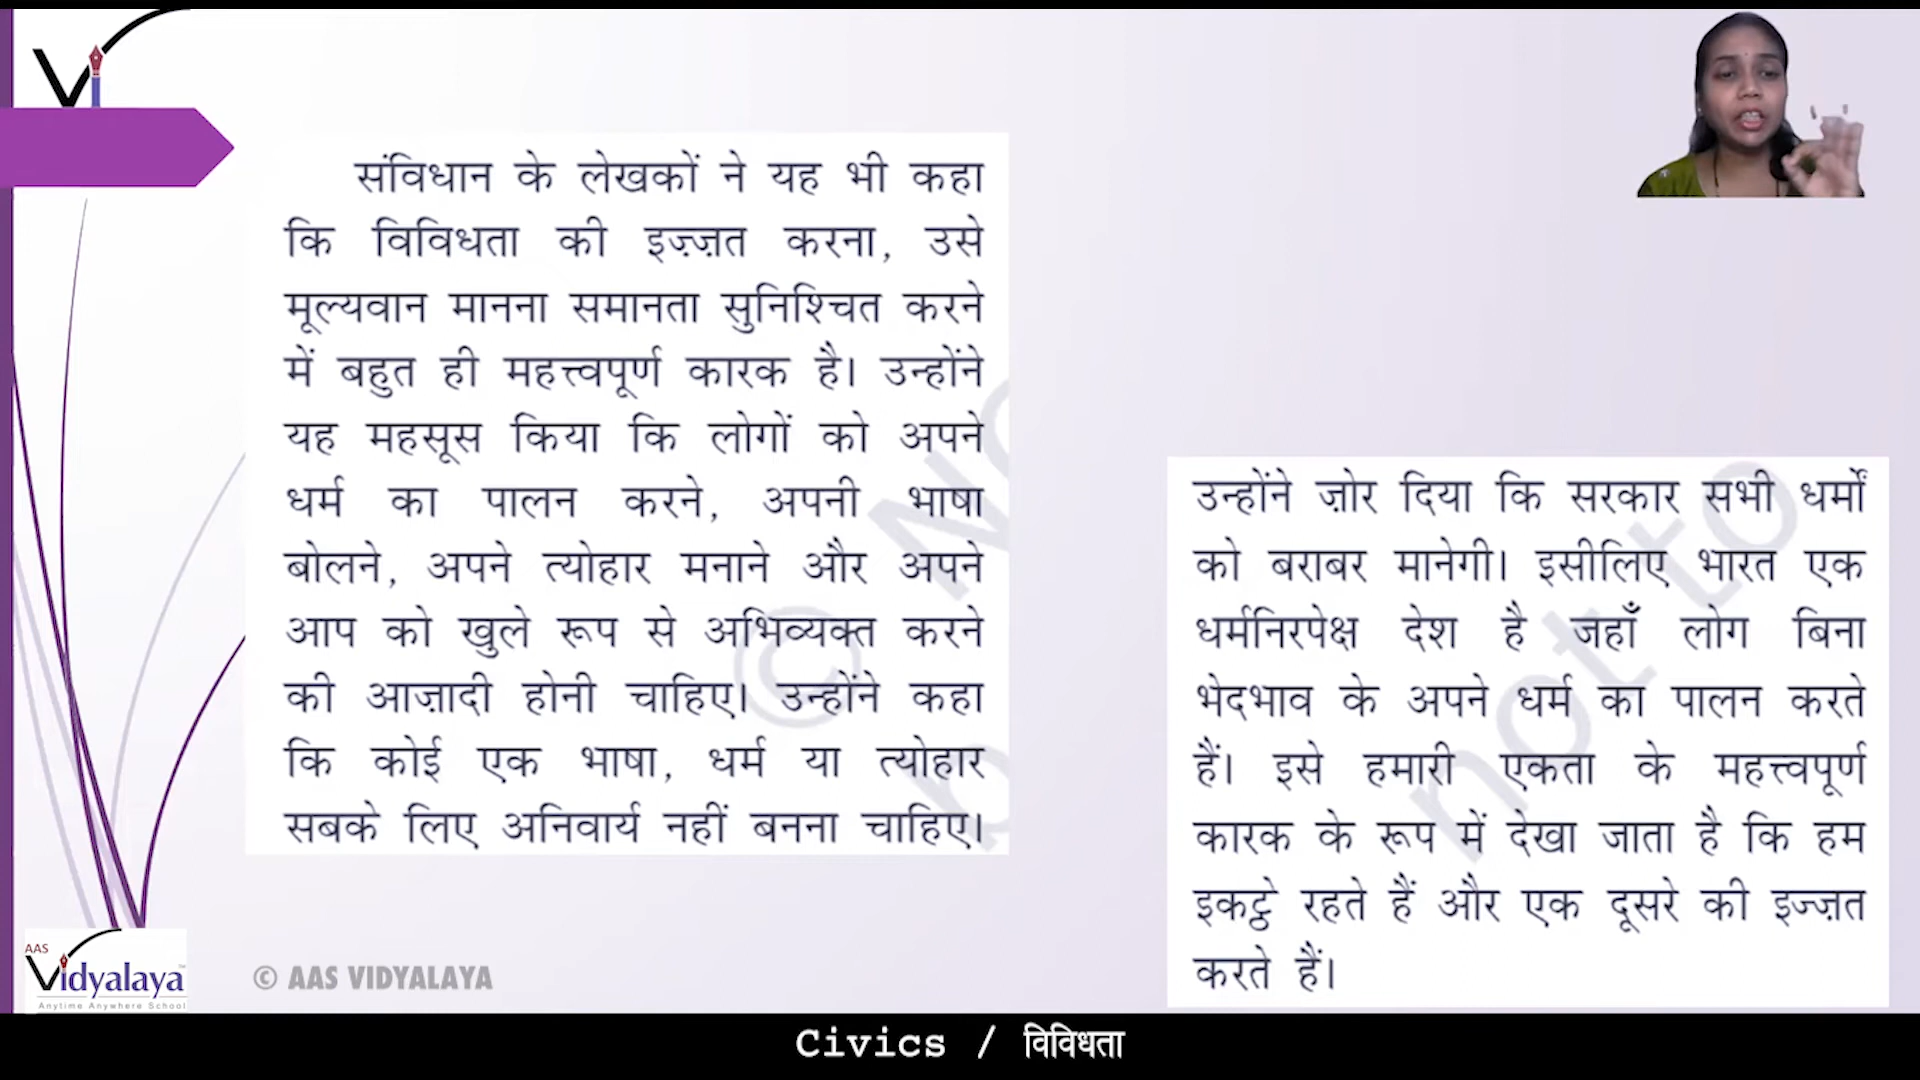 संविधान के लेखकों ने यह भी कहा
कि विविधता की इज़्ज़त करना, उसे
मूल्यवान मानना समानता सुनिश्चित करने
में बहुत ही महत्त्वपूर्ण कारक है। उन्होंने
यह महसूस किया कि लोगों को अपने
धर्म का पालन करने, अपनी भाषा
बोलने, अपने त्योहार मनाने और अपने
आप को खुले रूप से अभिव्यक्त करने
की आज़ादी होनी चाहिए। उन्होंने कहा
कि कोई एक भाषा, धर्म या त्योहार
सबके लिए अनिवार्य नहीं बनना चाहिए।
उन्होंने ज़ोर दिया कि सरकार सभी धर्मों
को बराबर मानेगी। इसीलिए भारत एक
धर्मनिरपेक्ष देश है जहाँ लोग बिना
भेदभाव के अपने धर्म का पालन करते
हैं। इसे हमारी एकता के महत्त्वपूर्ण
कारक के रूप में देखा जाता है कि हम
इकट्ठे रहते हैं और एक दूसरे की इज्ज़त
करते हैं।
not to
AAS
Vidyalaya
Anytime Anywhere School
© AAS VIDYALAYA
Civics / विविधता